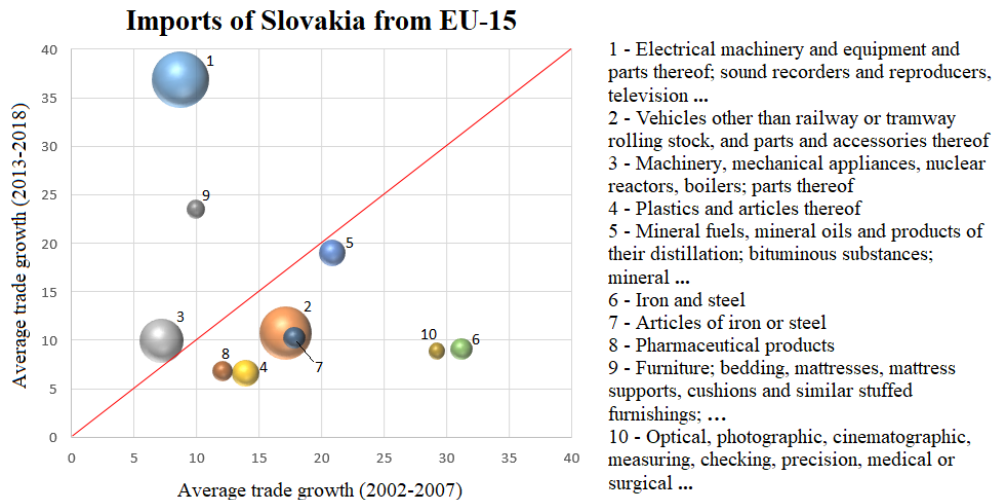 Imports of Slovakia from EU-15
Average trade growth (2013-2018)
40
35
30
25
20
15
10
5
0
1
9
5
3
2
10
6
8
4
7
0
5
10
15
20
25
30
35
40
Average trade growth (2002-2007)
1 - Electrical machinery and equipment and
parts thereof; sound recorders and reproducers,
television ...
2 - Vehicles other than railway or tramway
rolling stock, and parts and accessories thereof
3 - Machinery, mechanical appliances, nuclear
reactors, boilers; parts thereof
4 - Plastics and articles thereof
5 - Mineral fuels, mineral oils and products of
their distillation; bituminous substances;
mineral ...
6 - Iron and steel
7 - Articles of iron or steel
8 - Pharmaceutical products
9 - Furniture; bedding, mattresses, mattress
supports, cushions and similar stuffed
furnishings; …
10 - Optical, photographic, cinematographic,
measuring, checking, precision, medical or
surgical ...